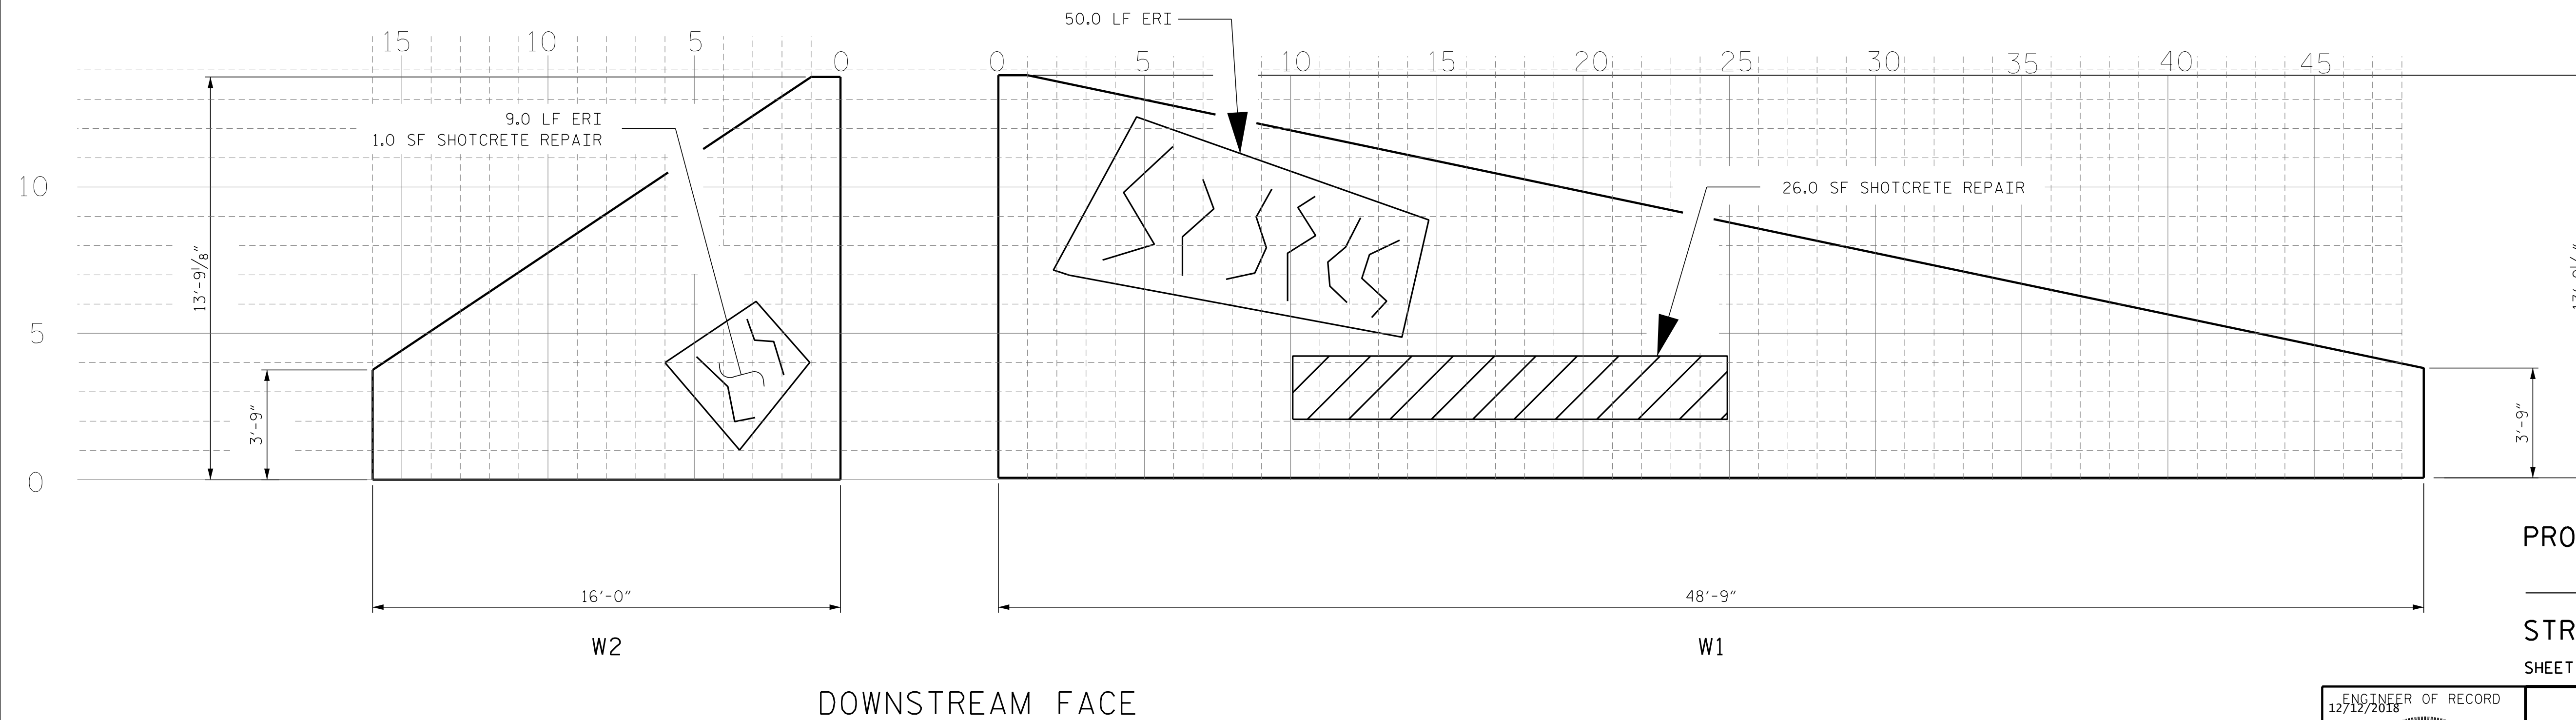 50.0 LF ERI
15 10 5 0 0 5 10 15 20 25 30 35 40 45
9.0 LF ERI
1.0 SF SHOTCRETE REPAIR
10
26.0 SF SHOTCRETE REPAIR
13'-9 1/8"
5
3'-9"
3'-9"
0
PRO
16'-0"
48'-9"
STR
W2
W1
SHEET
DOWNSTREAM FACE
ENGINEER OF RECORD
12/12/2018